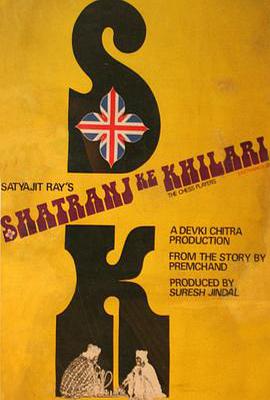 S
SATYAJIT RAY'S
SHATRANJ KE KHILARI
THE CHESS PLAYERS
K
A DEVKI CHITRA
PRODUCTION
FROM THE STORY BY
PREMCHAND
PRODUCED BY
SURESH JINDAL